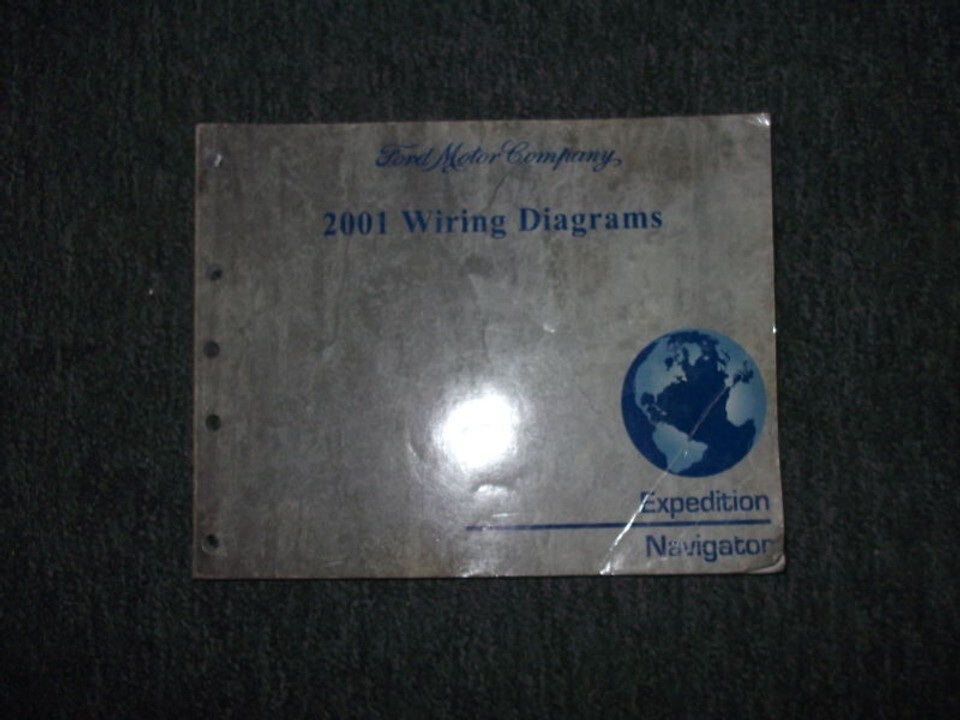 Ford Motor Company
2001 Wiring Diagrams
Expedition
Navigator